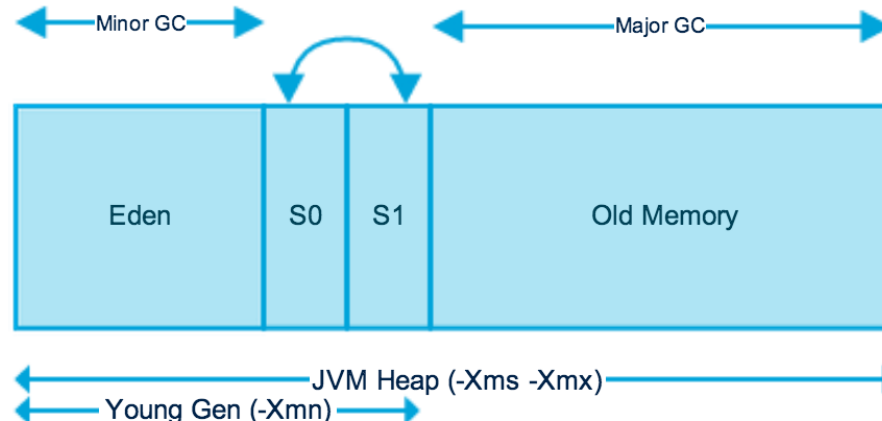 Minor GC
Major GC
Eden
S0
S1
Old Memory
JVM Heap (-Xms -Xmx)
Young Gen (-Xmn)